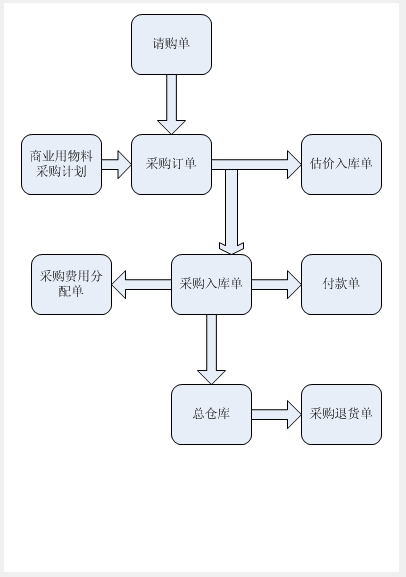 请购单
商业用物料
采购计划
采购订单
估价入库单
采购费用分
配单
采购入库单
付款单
总仓库
采购退货单